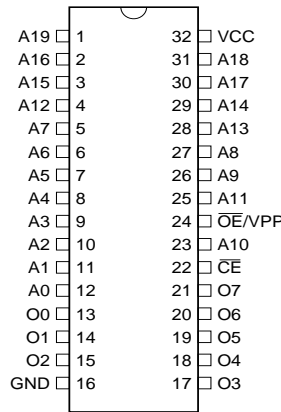 A19 1 32 VCC
A16 2 31 A18
A15 3 30 A17
A12 4 29 A14
A7 5 28 A13
A6 6 27 A8
A5 7 26 A9
A4 8 25 A11
A3 9 24 O̅E̅/VPP
A2 10 23 A10
A1 11 22 C̅E̅
A0 12 21 O7
O0 13 20 O6
O1 14 19 O5
O2 15 18 O4
GND 16 17 O3